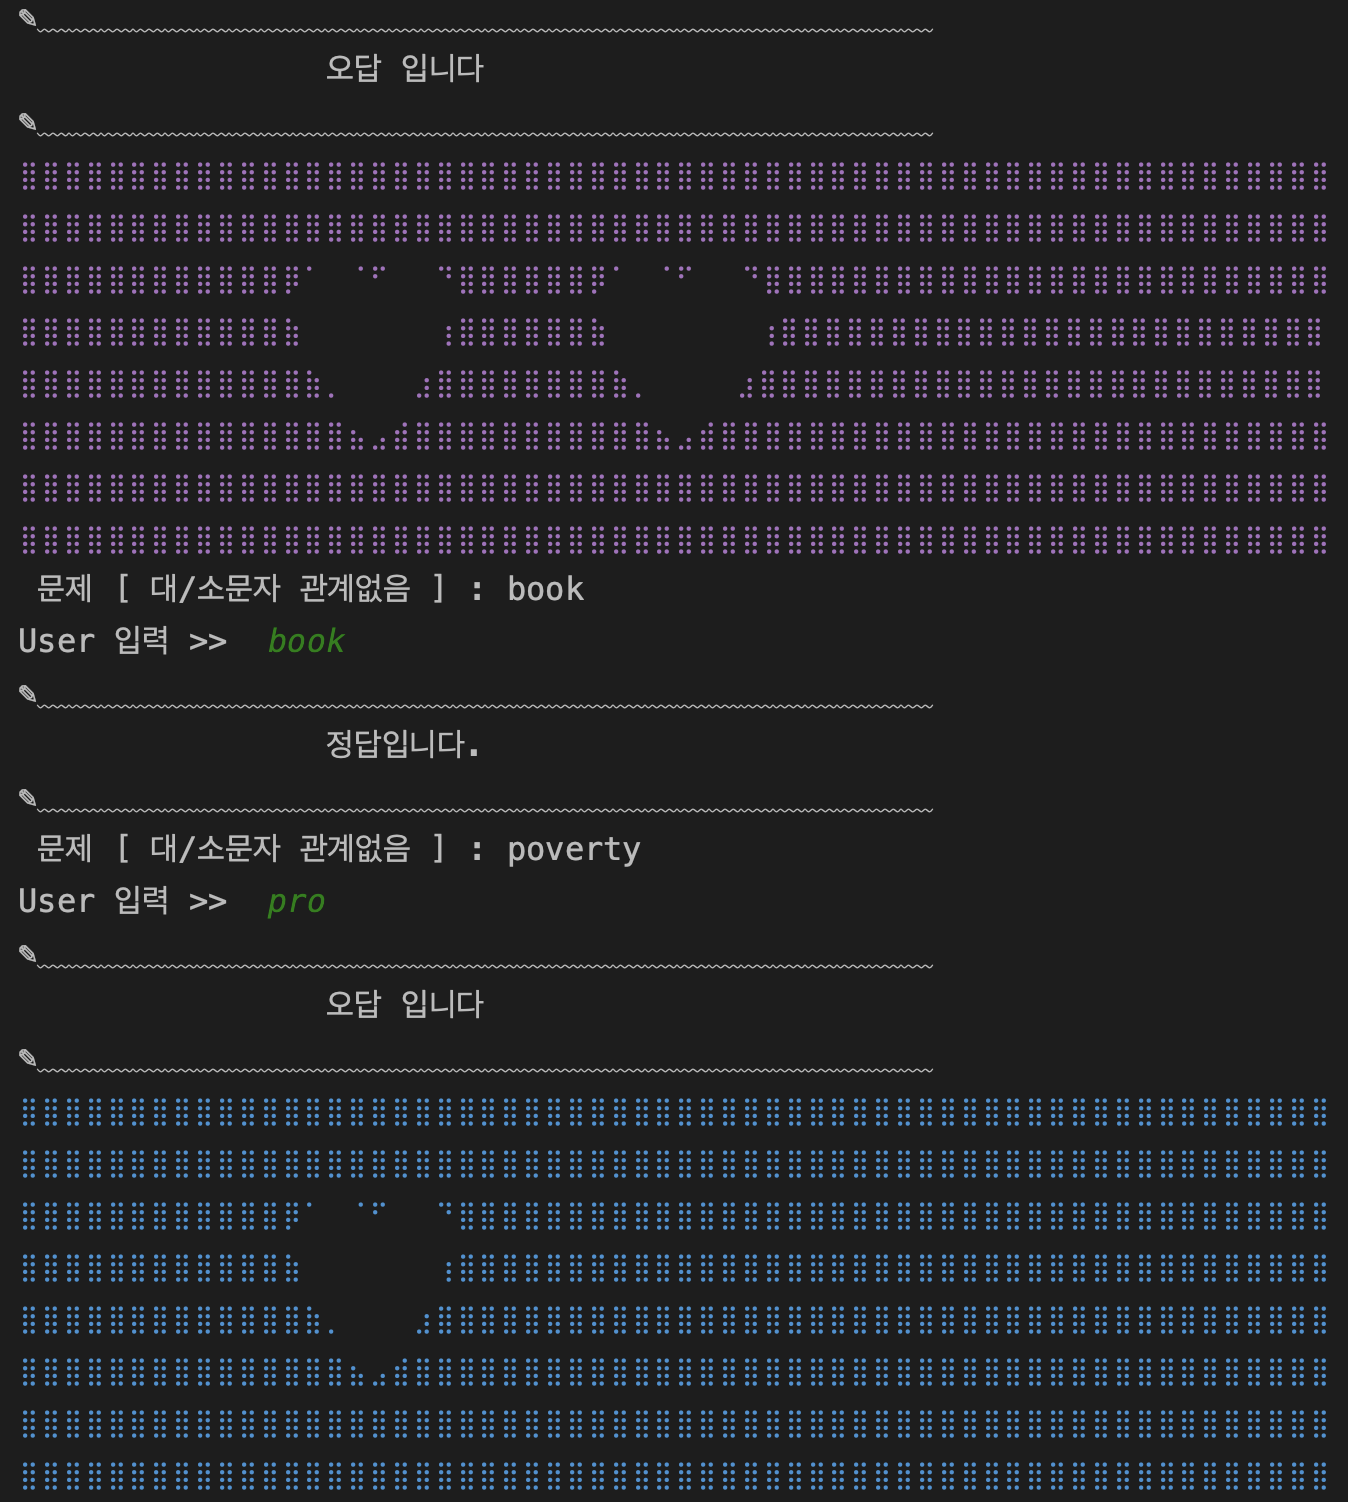 오답 입니다
문제 [ 대/소문자 관계없음 ] : book
User 입력 >> book
정답입니다.
문제 [ 대/소문자 관계없음 ] : poverty
User 입력 >> pro
오답 입니다